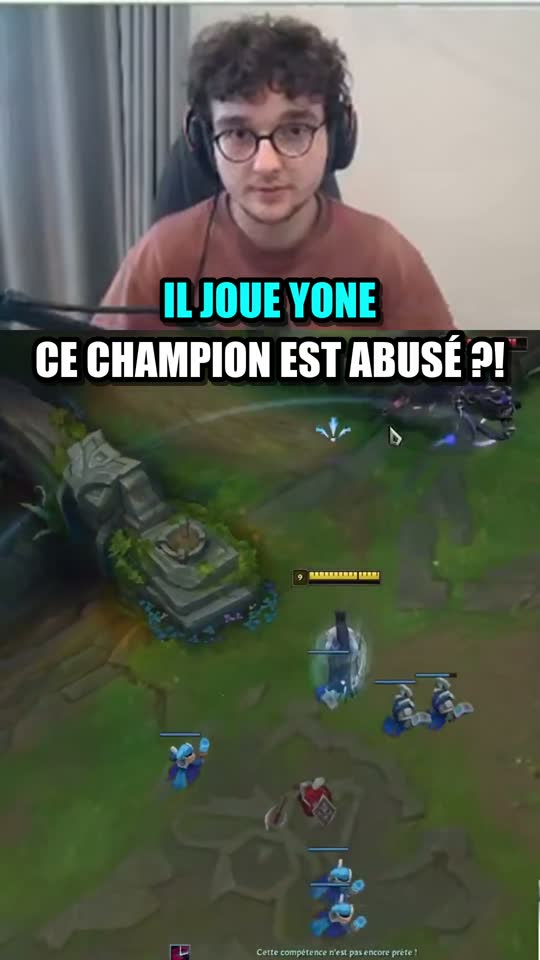 IL JOUE YONE
CE CHAMPION EST ABUSÉ ?!
9
Cette compétence n'est pas encore prête !